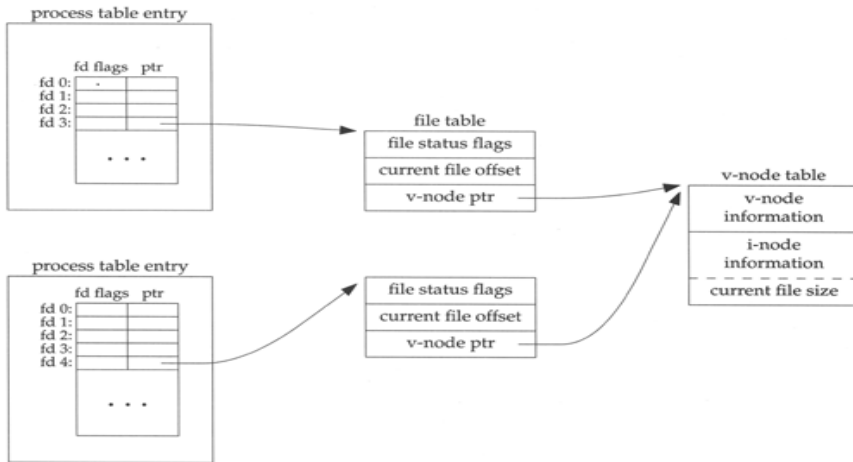 process table entry
fd flags ptr
fd 0:
fd 1:
fd 2:
fd 3:
. . .
file table
file status flags
current file offset
v-node ptr
v-node table
v-node
information
i-node
information
current file size
process table entry
fd flags ptr
fd 0:
fd 1:
fd 2:
fd 3:
fd 4:
. . .
file status flags
current file offset
v-node ptr